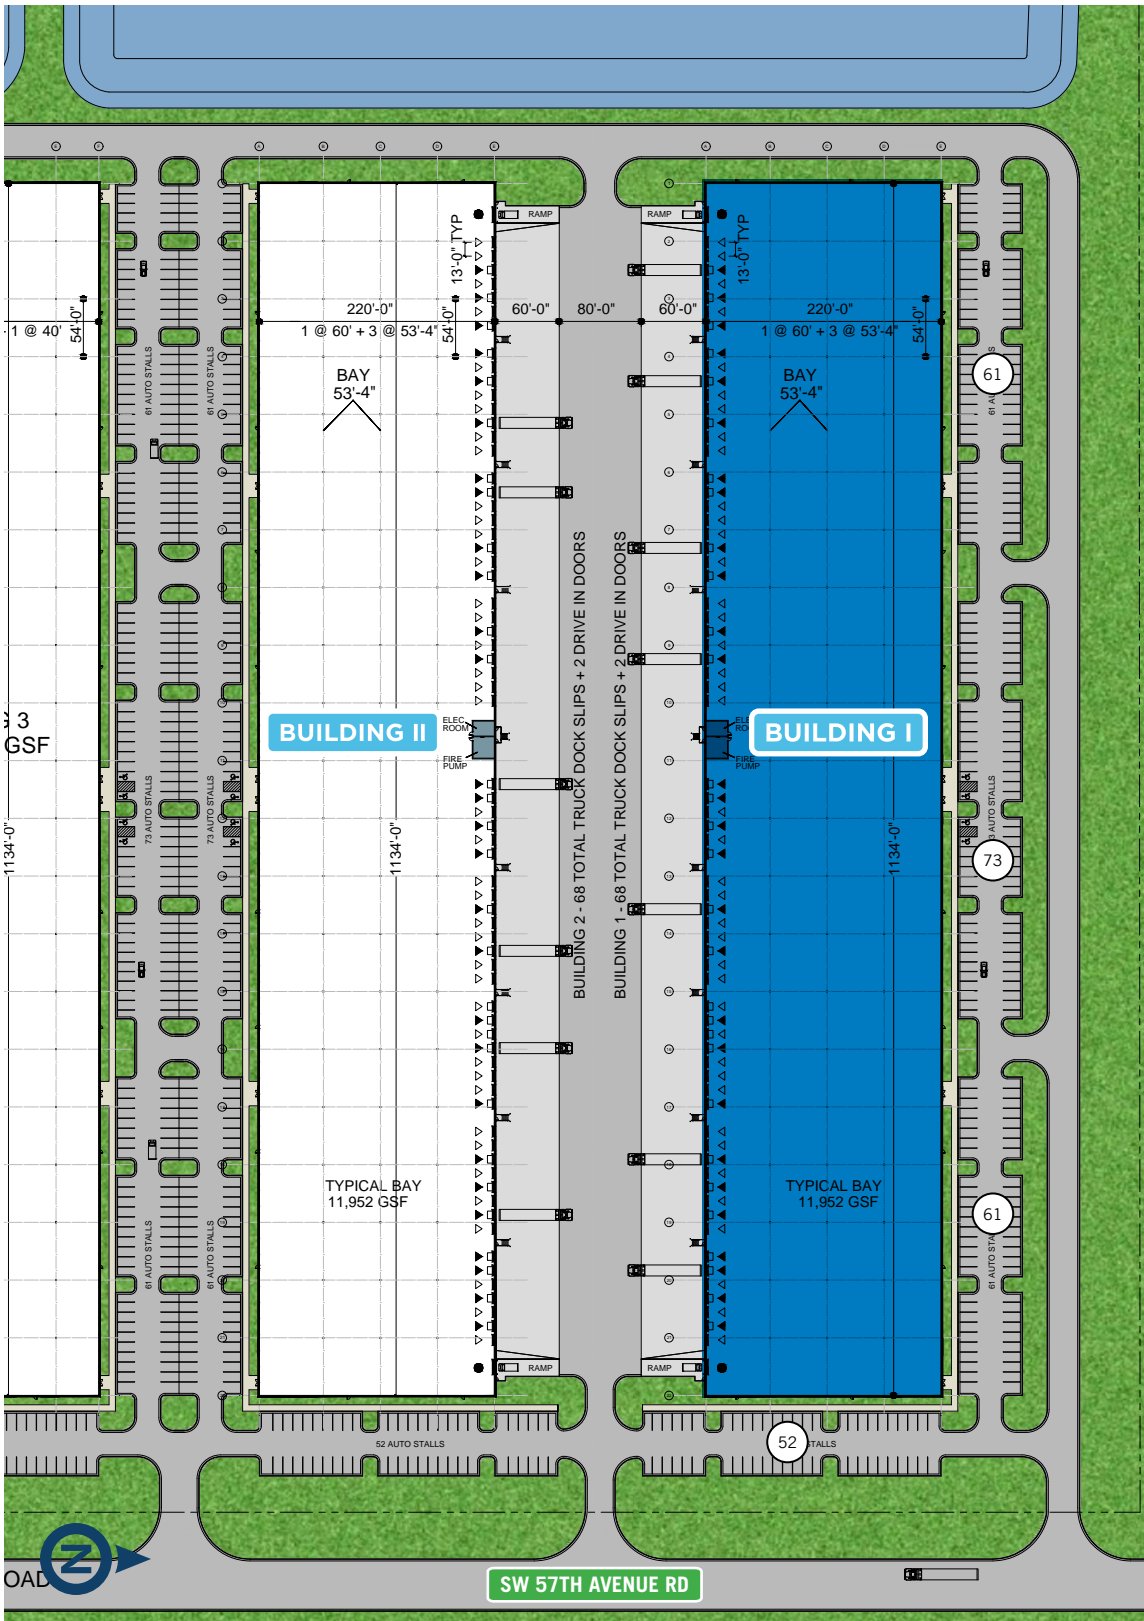 RAMP
RAMP
13'-0" TYP
13'-0" TYP
1 @ 40'
54'-0"
220'-0"
1 @ 60' + 3 @ 53'-4"
54'-0"
60'-0"
80'-0"
60'-0"
220'-0"
1 @ 60' + 3 @ 53'-4"
54'-0"
61 AUTO STALLS
61 AUTO STALLS
BAY
53'-4"
BAY
53'-4"
61
BUILDING 2 - 68 TOTAL TRUCK DOCK SLIPS + 2 DRIVE IN DOORS
BUILDING 1 - 68 TOTAL TRUCK DOCK SLIPS + 2 DRIVE IN DOORS
3
GSF
BUILDING II
ELEC
ROOM
FIRE
PUMP
BUILDING I
FIRE
PUMP
73 AUTO STALLS
73 AUTO STALLS
1134'-0"
1134'-0"
1134'-0"
73
TYPICAL BAY
11,952 GSF
TYPICAL BAY
11,952 GSF
61 AUTO STALLS
61 AUTO STALLS
61
RAMP
RAMP
52 AUTO STALLS
52
STALLS
N
OAD
SW 57TH AVENUE RD